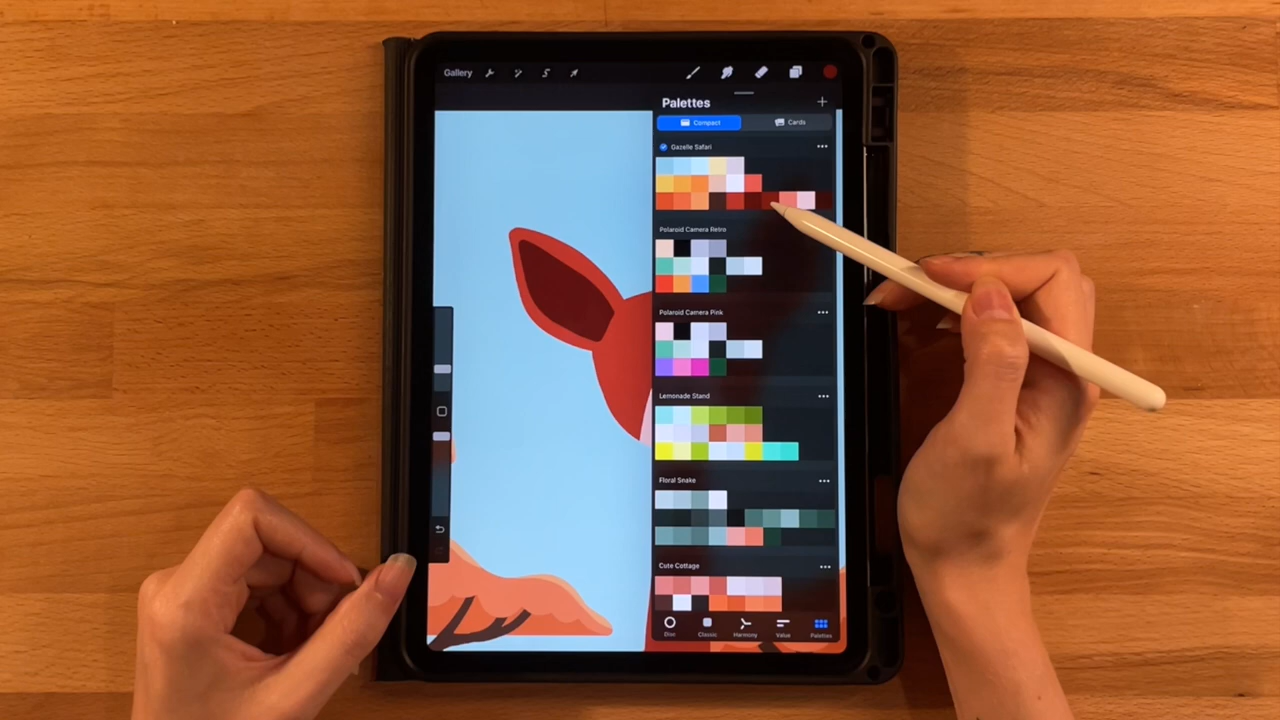 Gallery
Palettes
Compact
Cards
Gazelle Safari
Polaroid Camera Retro
Polaroid Camera Pink
Lemonade Stand
Floral Snake
Cute Cottage
Disc
Classic
Harmony
Value
Palettes